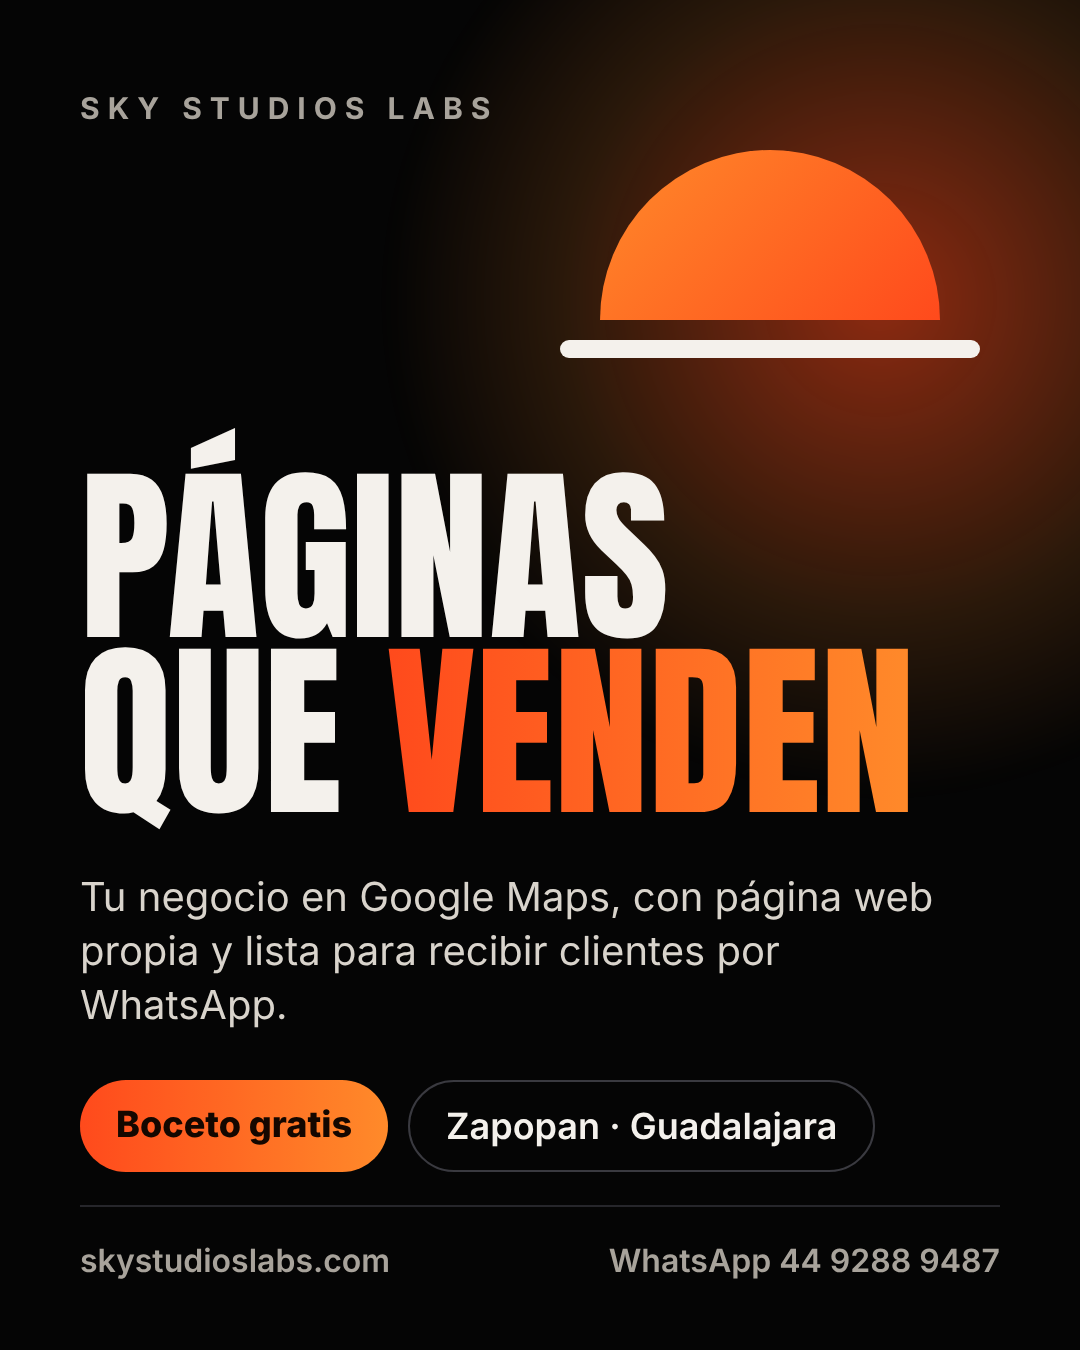 SKY STUDIOS LABS
PÁGINAS
QUE VENDEN
Tu negocio en Google Maps, con página web
propia y lista para recibir clientes por
WhatsApp.
Boceto gratis
Zapopan · Guadalajara
skystudioslabs.com
WhatsApp 44 9288 9487